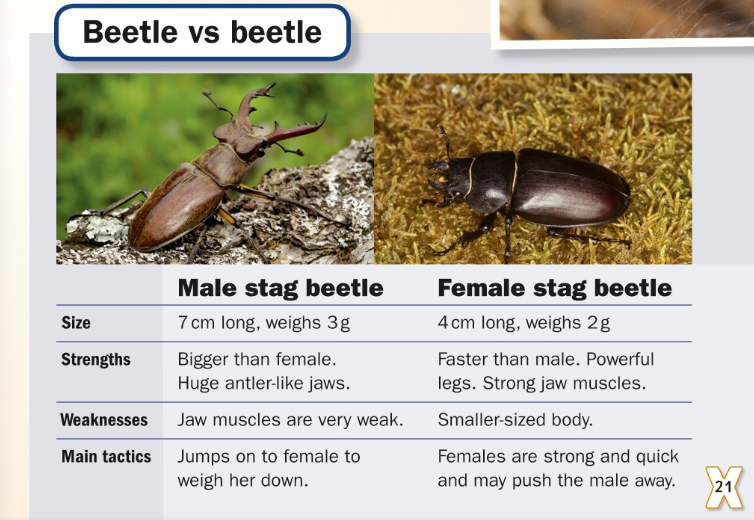 Beetle vs beetle
Male stag beetle Female stag beetle
Size 7 cm long, weighs 3 g 4 cm long, weighs 2 g
Strengths Bigger than female. Faster than male. Powerful
Huge antler-like jaws. legs. Strong jaw muscles.
Weaknesses Jaw muscles are very weak. Smaller-sized body.
Main tactics Jumps on to female to Females are strong and quick
weigh her down. and may push the male away.
21